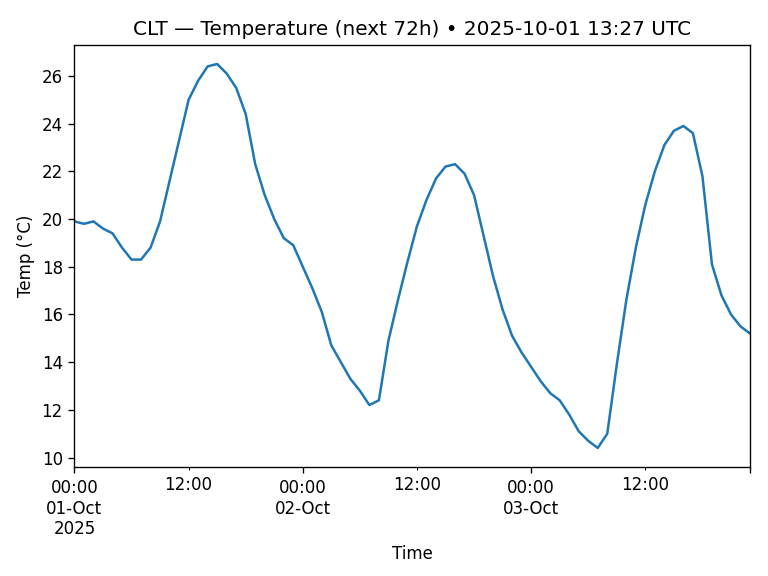 CLT — Temperature (next 72h) • 2025-10-01 13:27 UTC
26
24
22
20
18
16
14
12
10
Temp (°C)
00:00 12:00 00:00 12:00 00:00 12:00
01-Oct 02-Oct 03-Oct
2025
Time